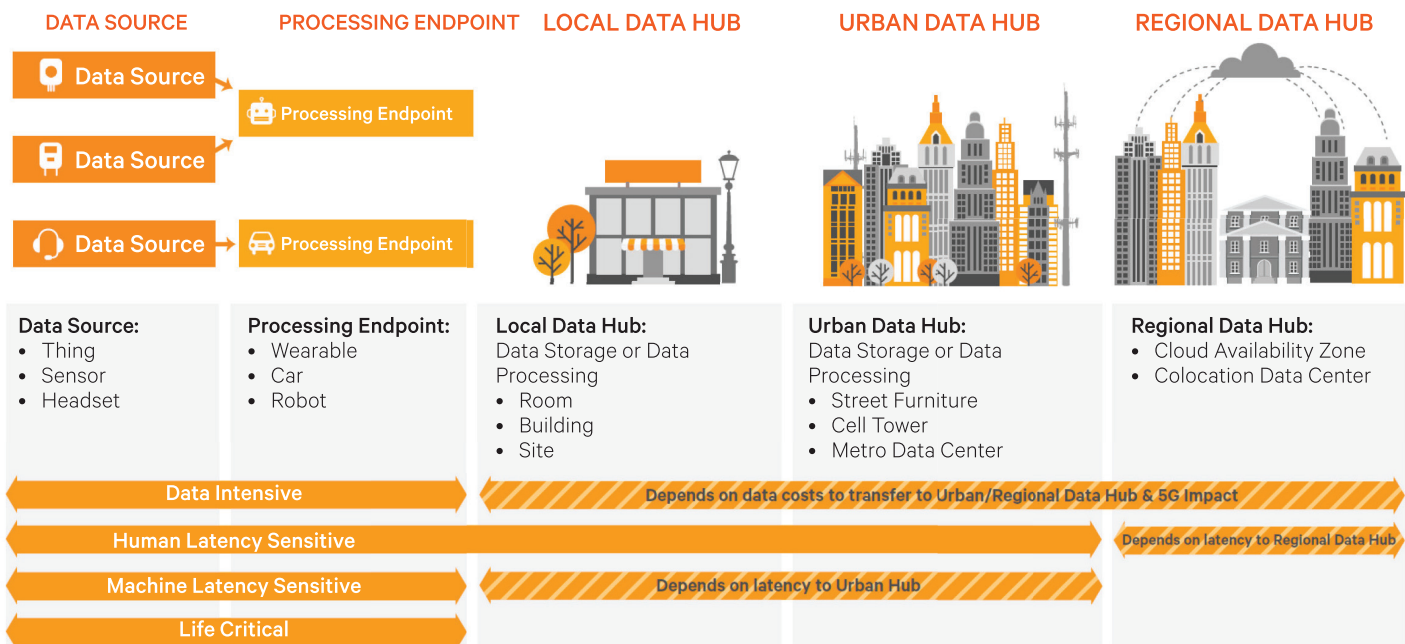 DATA SOURCE
PROCESSING ENDPOINT
LOCAL DATA HUB
URBAN DATA HUB
REGIONAL DATA HUB
Data Source
Processing Endpoint
Data Source
Data Source
Processing Endpoint
Data Source:
• Thing
• Sensor
• Headset
Processing Endpoint:
• Wearable
• Car
• Robot
Local Data Hub:
Data Storage or Data
Processing
• Room
• Building
• Site
Urban Data Hub:
Data Storage or Data
Processing
• Street Furniture
• Cell Tower
• Metro Data Center
Regional Data Hub:
• Cloud Availability Zone
• Colocation Data Center
Data Intensive
Depends on data costs to transfer to Urban/Regional Data Hub & 5G Impact
Human Latency Sensitive
Depends on latency to Regional Data Hub
Machine Latency Sensitive
Depends on latency to Urban Hub
Life Critical